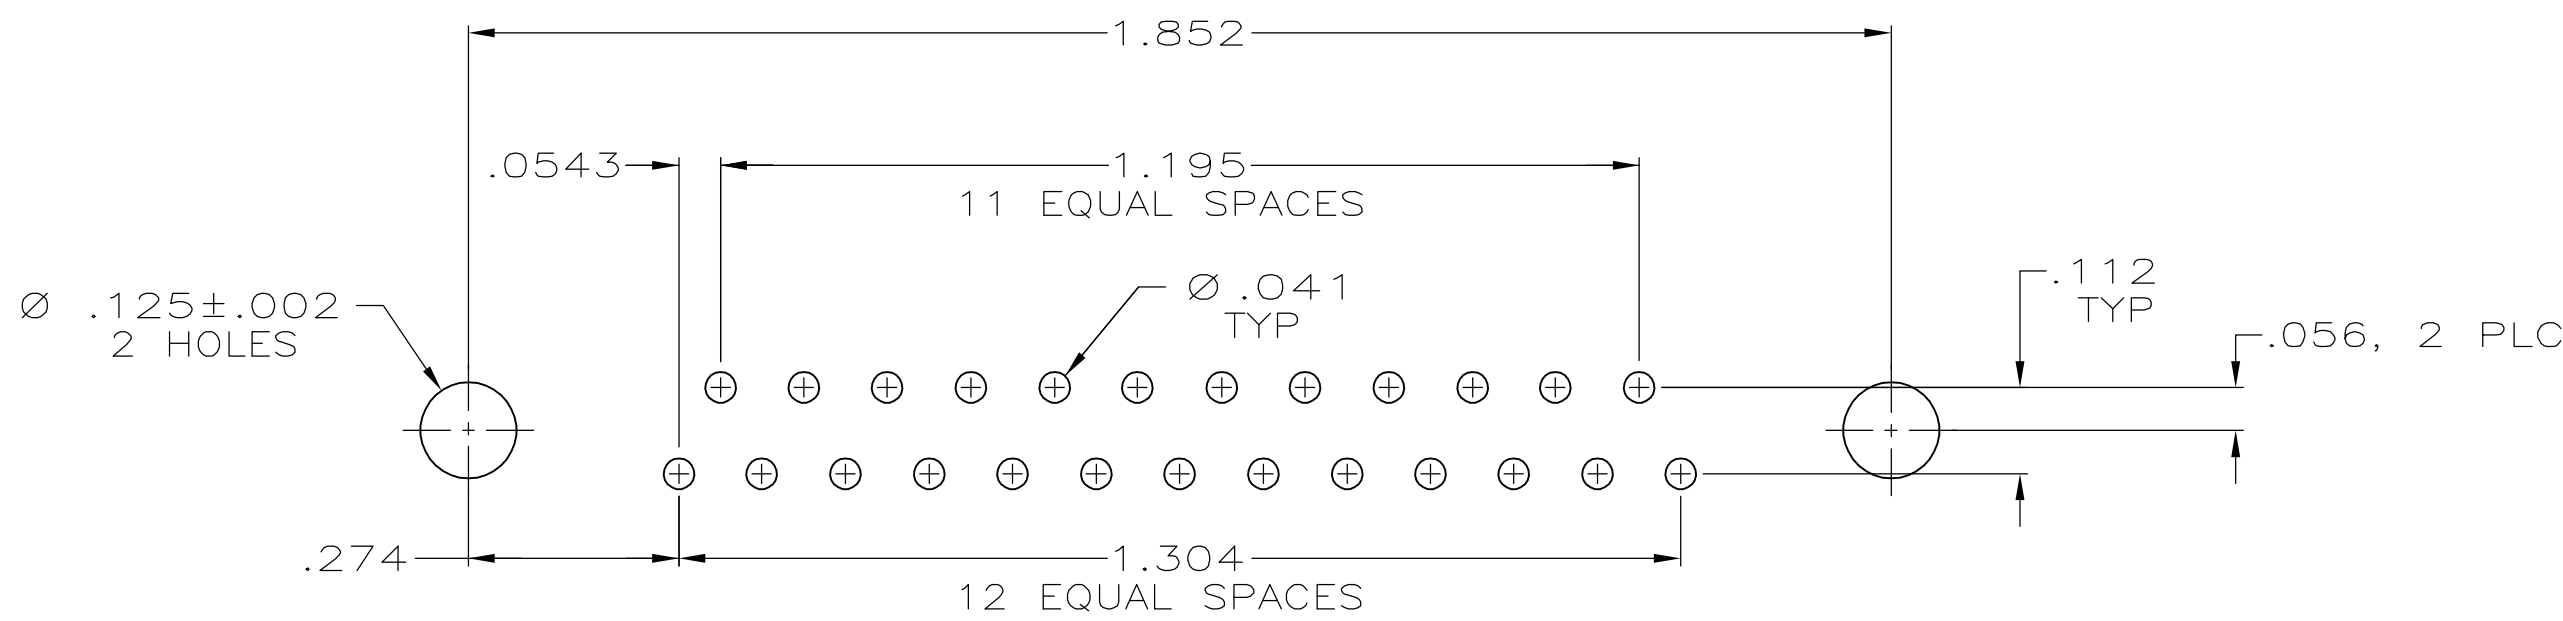 1.852
.0543
1.195
11 EQUAL SPACES
Ø .125±.002
2 HOLES
Ø .041
TYP
.112
TYP
.056, 2 PLC
.274
1.304
12 EQUAL SPACES